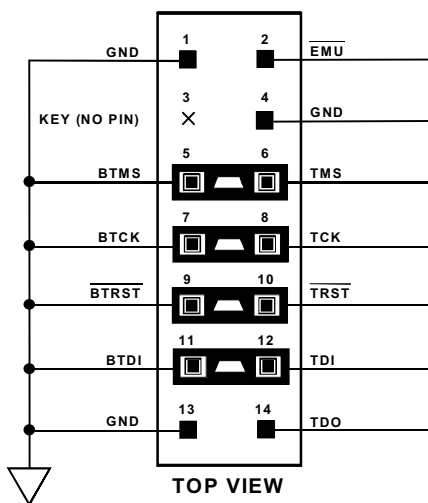 1 2
GND EMU
3 4
KEY (NO PIN) GND
5 6
BTMS TMS
7 8
BTCK TCK
9 10
BTRST TRST
11 12
BTDI TDI
13 14
GND TDO
TOP VIEW